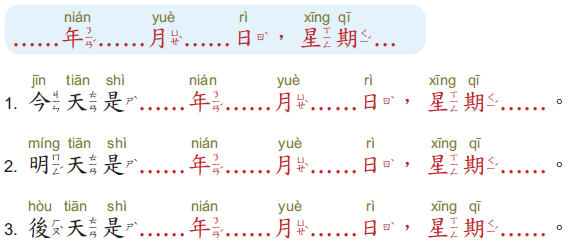 nián yuè rì xīng qī
……年ㄋㄧㄢˊ……月ㄩㄝˋ……日ㄖˋ，星ㄒㄧㄥ期ㄑㄧˊ…
jīn tiān shì nián yuè rì xīng qī
1. 今ㄐㄧㄣ天ㄊㄧㄢ是ㄕˋ……年ㄋㄧㄢˊ……月ㄩㄝˋ……日ㄖˋ，星ㄒㄧㄥ期ㄑㄧˊ……。
míng tiān shì nián yuè rì xīng qī
2. 明ㄇㄧㄥˊ天ㄊㄧㄢ是ㄕˋ……年ㄋㄧㄢˊ……月ㄩㄝˋ……日ㄖˋ，星ㄒㄧㄥ期ㄑㄧˊ……。
hòu tiān shì nián yuè rì xīng qī
3. 後ㄏㄡˋ天ㄊㄧㄢ是ㄕˋ……年ㄋㄧㄢˊ……月ㄩㄝˋ……日ㄖˋ，星ㄒㄧㄥ期ㄑㄧˊ……。